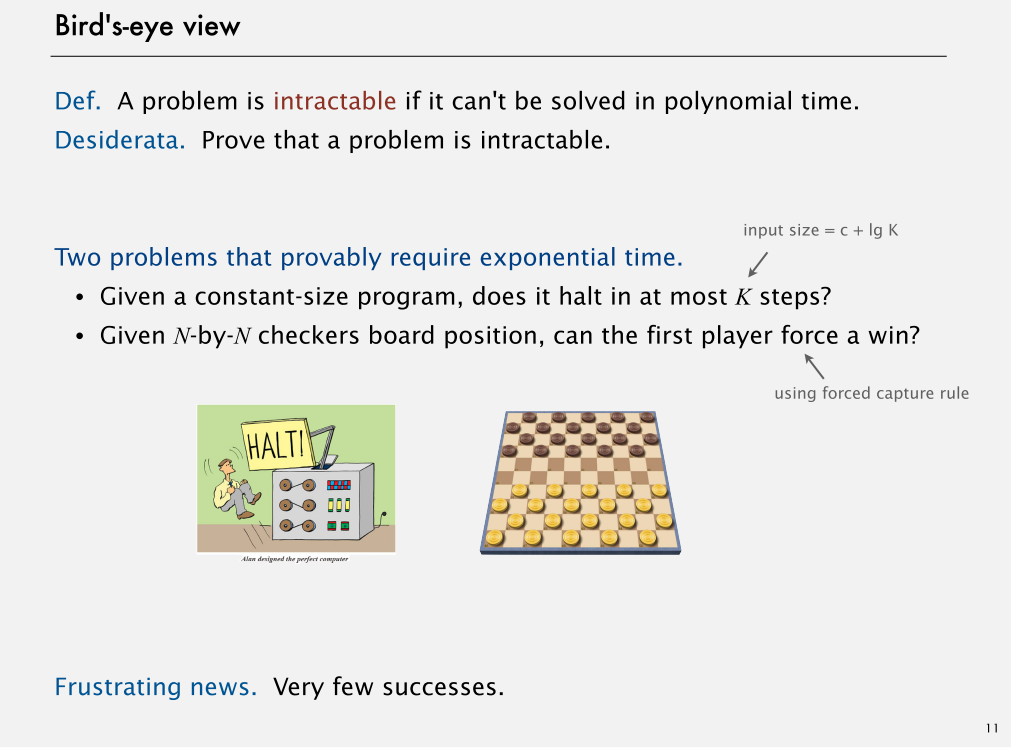 Bird's-eye view
Def. A problem is intractable if it can't be solved in polynomial time.
Desiderata. Prove that a problem is intractable.
input size = c + lg K
Two problems that provably require exponential time.
• Given a constant-size program, does it halt in at most K steps?
• Given N-by-N checkers board position, can the first player force a win?
using forced capture rule
HALT!
Alan designed the perfect computer
Frustrating news. Very few successes.
11